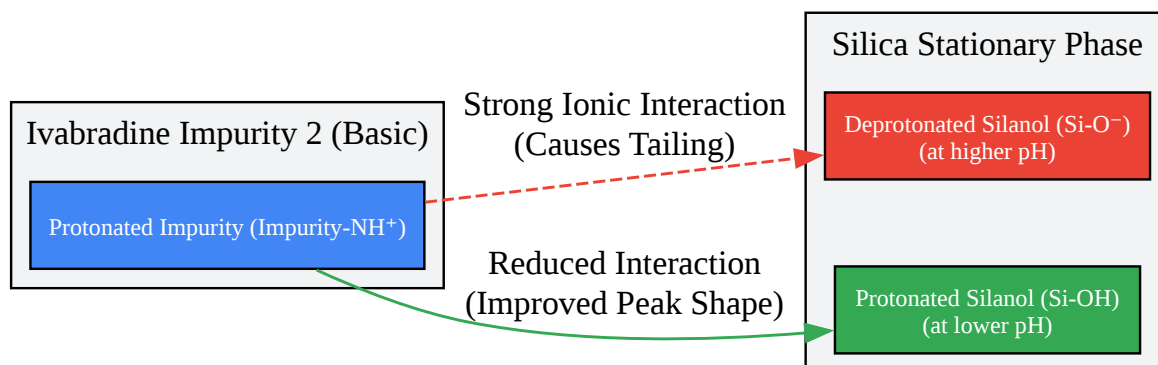 Silica Stationary Phase
Ivabradine Impurity 2 (Basic)
Strong Ionic Interaction
(Causes Tailing)
Deprotonated Silanol (Si-O⁻)
(at higher pH)
Protonated Impurity (Impurity-NH⁺)
Reduced Interaction
(Improved Peak Shape)
Protonated Silanol (Si-OH)
(at lower pH)